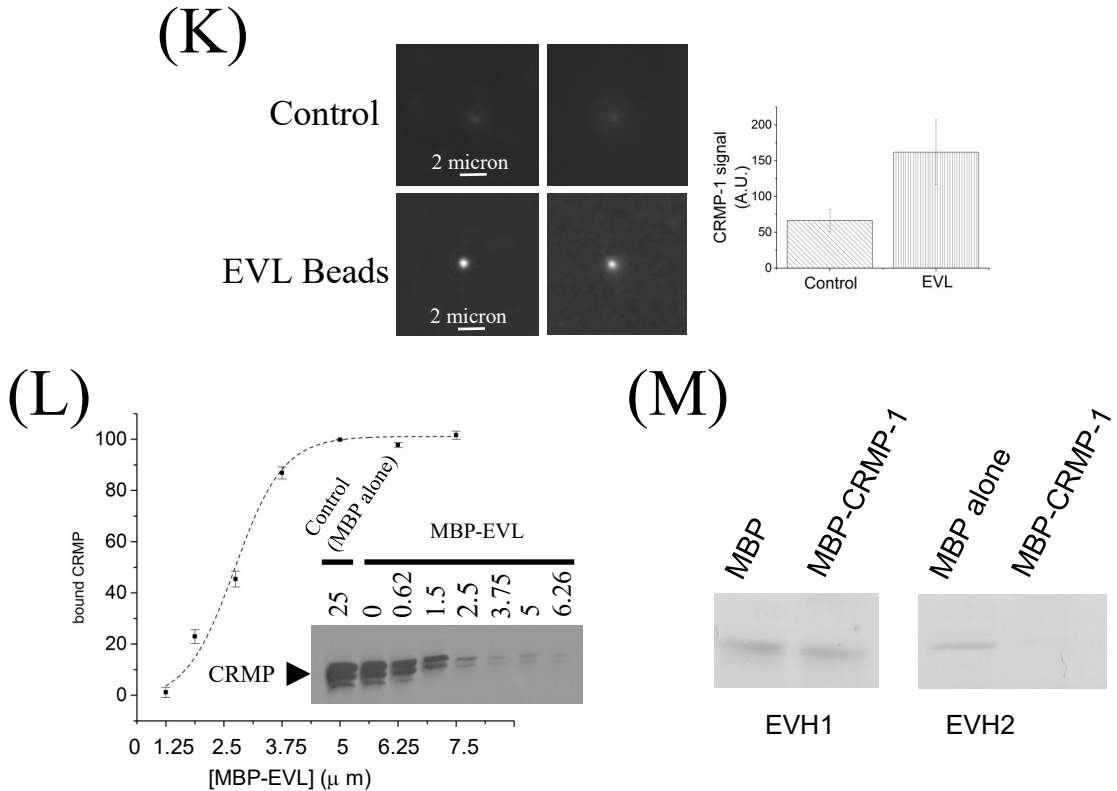 (K)
Control
2 micron
EVL Beads
2 micron
CRMP-1 signal
(A.U.)
200
150
100
50
0
Control
EVL
(L)
bound CRMP
100
80
60
40
20
0
0
1.25
2.5
3.75
5
6.25
7.5
[MBP-EVL] (μ m)
Control
(MBP alone)
MBP-EVL
25
0
0.62
1.5
2.5
3.75
5
6.26
CRMP
(M)
MBP
MBP-CRMP-1
MBP alone
MBP-CRMP-1
EVH1
EVH2